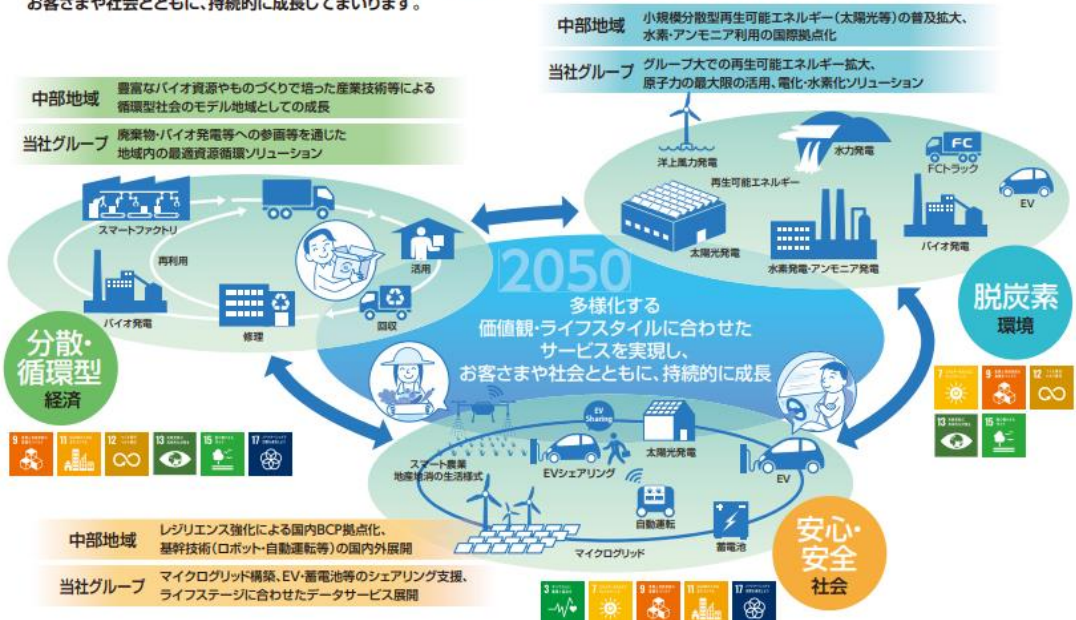 お客さまや社会とともに、持続的に成長してまいります。
中部地域
小規模分散型再生可能エネルギー(太陽光等)の普及拡大、
水素・アンモニア利用の国際拠点化
当社グループ
グループ大での再生可能エネルギー拡大、
原子力の最大限の活用、電化・水素化ソリューション
中部地域
豊富なバイオ資源やものづくりで培った産業技術等による
循環型社会のモデル地域としての成長
当社グループ
廃棄物・バイオ発電等への参画等を通じた
地域内の最適資源循環ソリューション
洋上風力発電
水力発電
FC
FCトラック
再生可能エネルギー
EV
太陽光発電
水素発電・アンモニア発電
バイオ発電
スマートファクトリ
再利用
活用
バイオ発電
修理
回収
2050
多様化する
価値観・ライフスタイルに合わせた
サービスを実現し、
お客さまや社会とともに、持続的に成長
脱炭素
環境
7
9
12
13
15
分散・
循環型
経済
9
11
12
13
15
17
EV
Sharing
スマート農業
地産地消の生活様式
EVシェアリング
太陽光発電
EV
自動運転
マイクログリッド
蓄電池
安心・
安全
社会
3
7
9
11
17
中部地域
レジリエンス強化による国内BCP拠点化、
基幹技術(ロボット・自動運転等)の国内外展開
当社グループ
マイクログリッド構築、EV・蓄電池等のシェアリング支援、
ライフステージに合わせたデータサービス展開